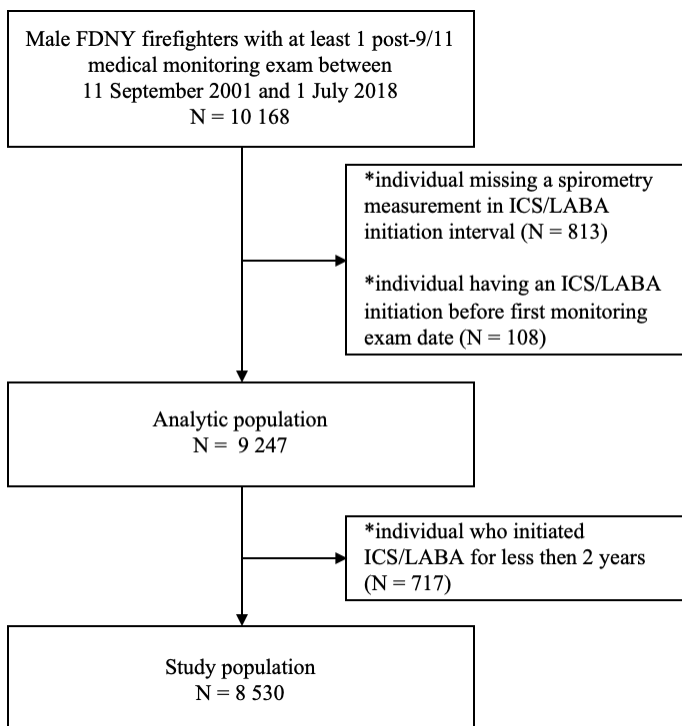 Male FDNY firefighters with at least 1 post-9/11
medical monitoring exam between
11 September 2001 and 1 July 2018
N = 10 168
*individual missing a spirometry
measurement in ICS/LABA
initiation interval (N = 813)
*individual having an ICS/LABA
initiation before first monitoring
exam date (N = 108)
Analytic population
N = 9 247
*individual who initiated
ICS/LABA for less then 2 years
(N = 717)
Study population
N = 8 530